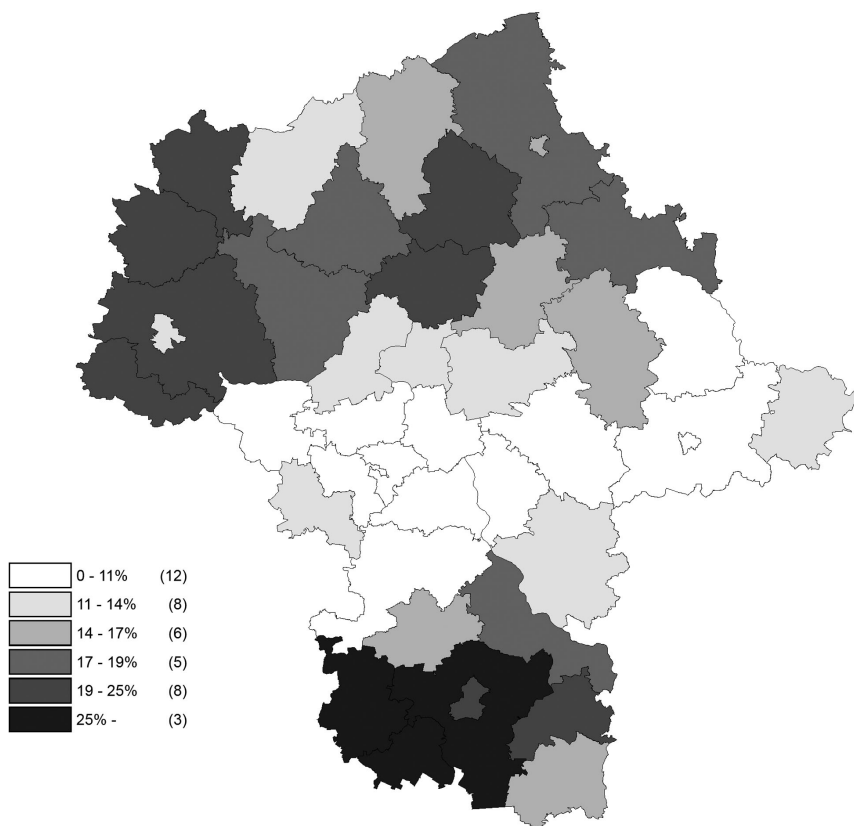 0 - 11% (12)
11 - 14% (8)
14 - 17% (6)
17 - 19% (5)
19 - 25% (8)
25% - (3)